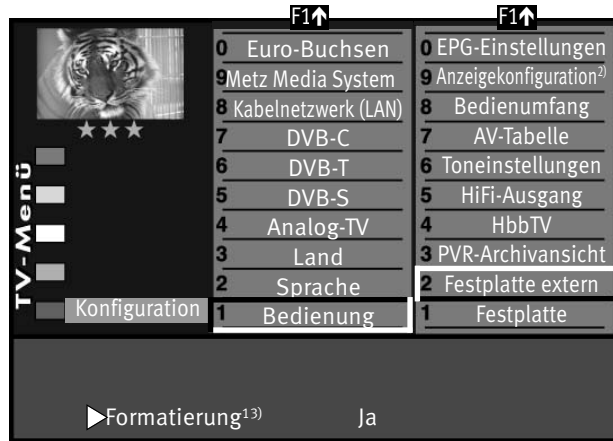 F1↑ F1↑
0 Euro-Buchsen
9 Metz Media System
8 Kabelnetzwerk (LAN)
7 DVB-C
6 DVB-T
5 DVB-S
4 Analog-TV
3 Land
2 Sprache
1 Bedienung
0 EPG-Einstellungen
9 Anzeigekonfiguration²⁾
8 Bedienumfang
7 AV-Tabelle
6 Toneinstellungen
5 HiFi-Ausgang
4 HbbTV
3 PVR-Archivansicht
2 Festplatte extern
1 Festplatte
TV-Menü
Konfiguration
Formatierung¹³⁾ Ja